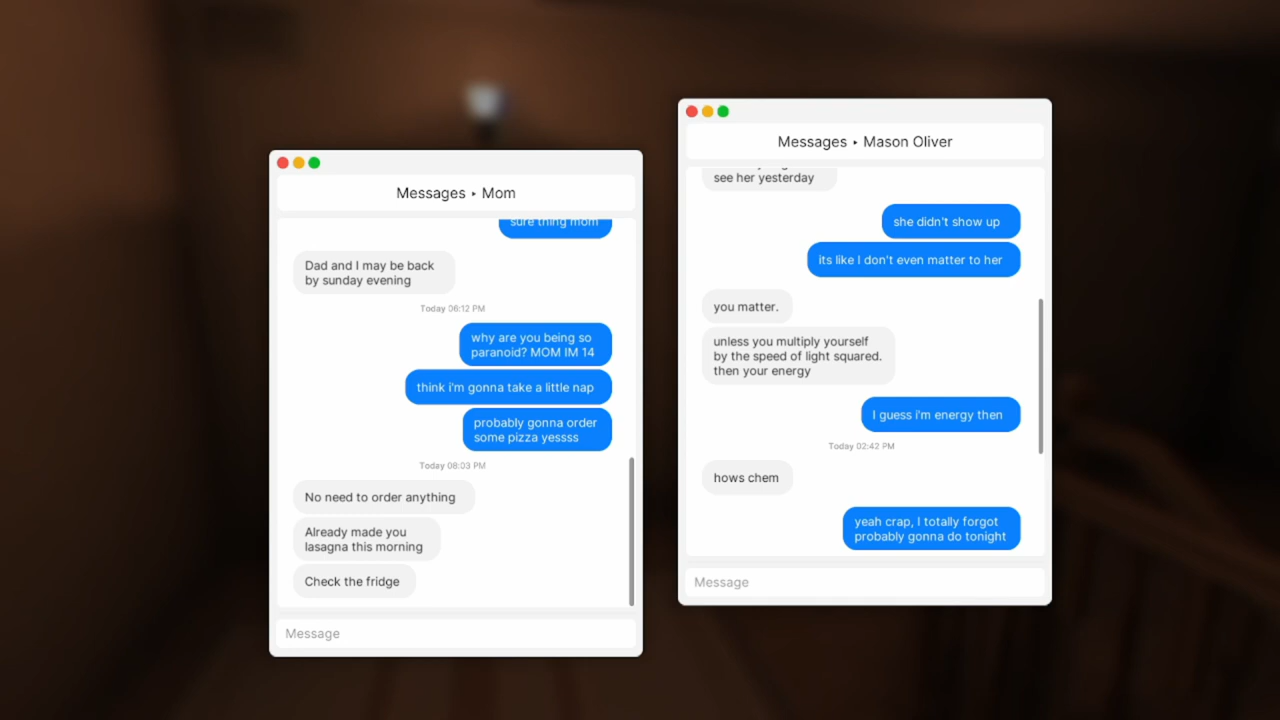 Messages ‣ Mom
sure thing mom
Dad and I may be back
by sunday evening
Today 06:12 PM
why are you being so
paranoid? MOM IM 14
think i'm gonna take a little nap
probably gonna order
some pizza yessss
Today 08:03 PM
No need to order anything
Already made you
lasagna this morning
Check the fridge
Message
Messages ‣ Mason Oliver
see her yesterday
she didn't show up
its like I don't even matter to her
you matter.
unless you multiply yourself
by the speed of light squared.
then your energy
I guess i'm energy then
Today 02:42 PM
hows chem
yeah crap, I totally forgot
probably gonna do tonight
Message